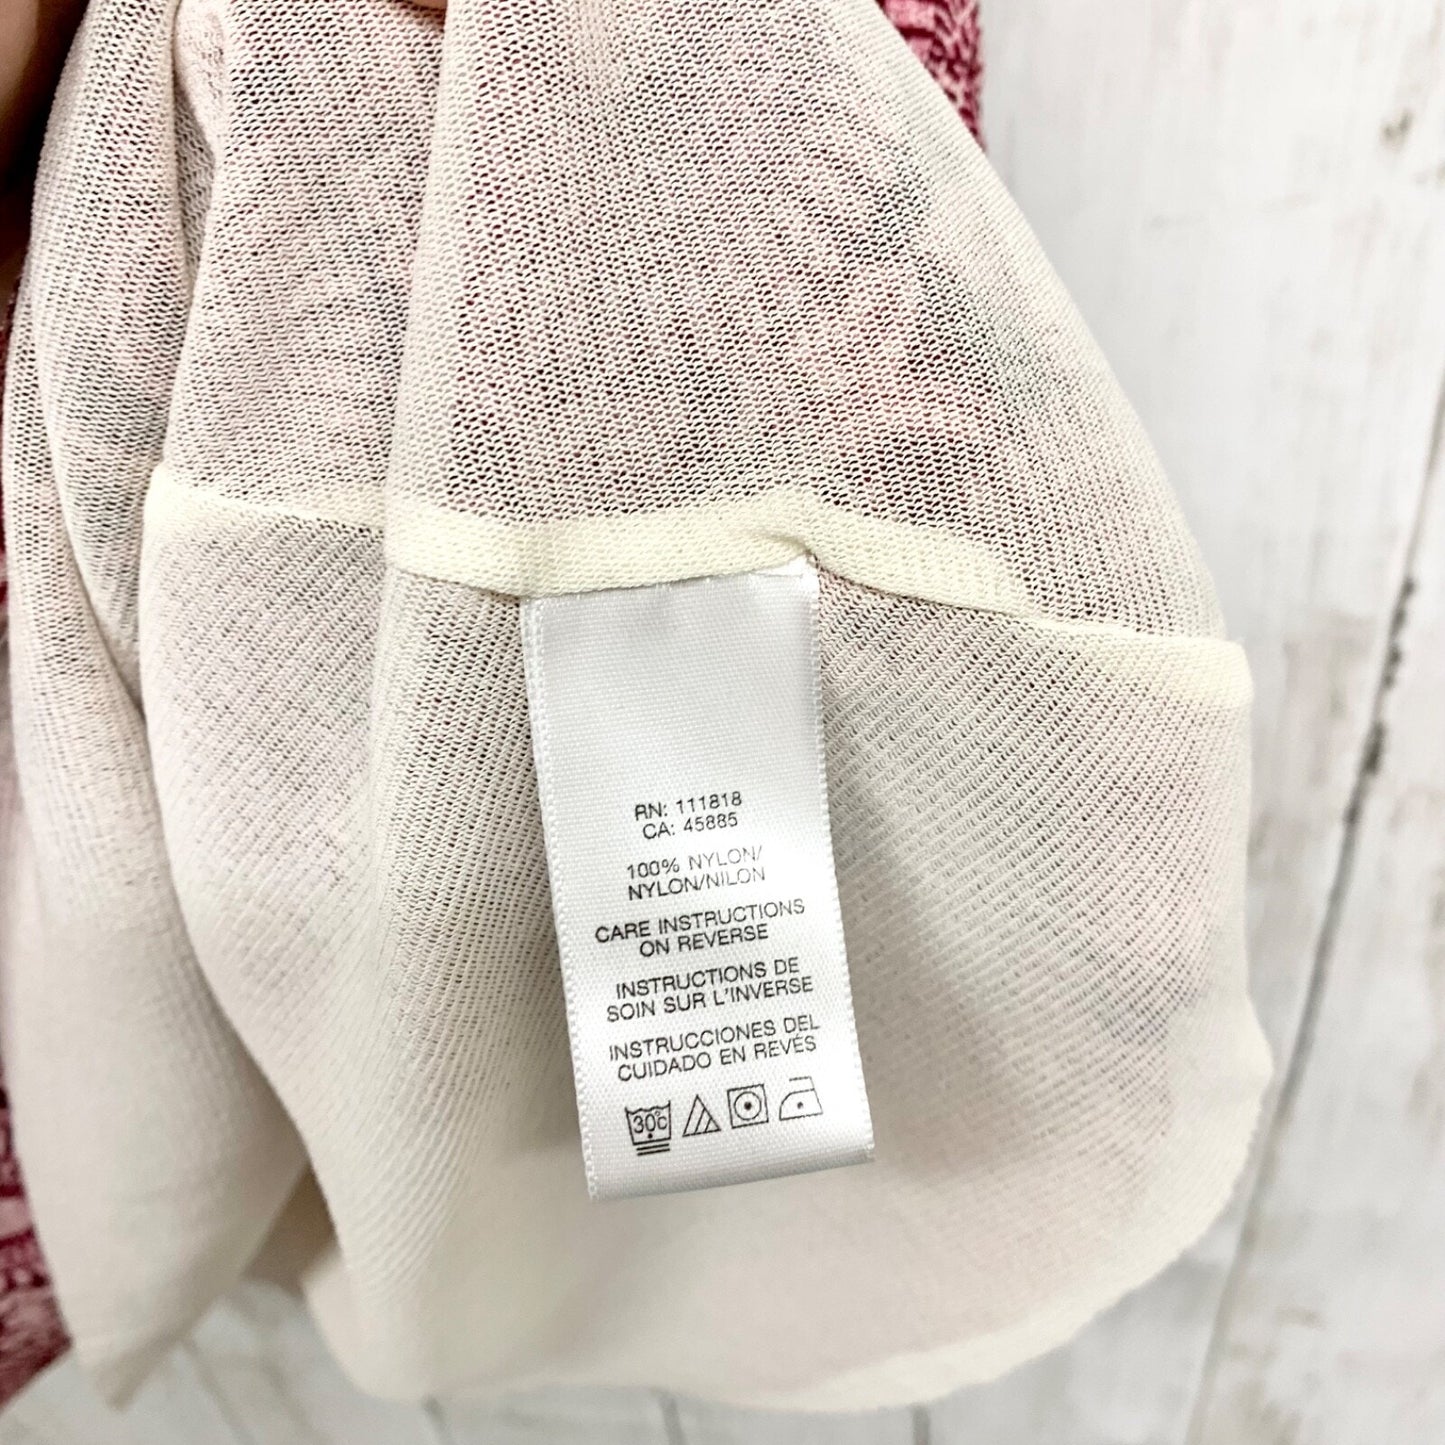 RN: 111818
CA: 45885
100% NYLON/
NYLON/NILON
CARE INSTRUCTIONS
ON REVERSE
INSTRUCTIONS DE
SOIN SUR L'INVERSE
INSTRUCCIONES DEL
CUIDADO EN REVÉS
30°C